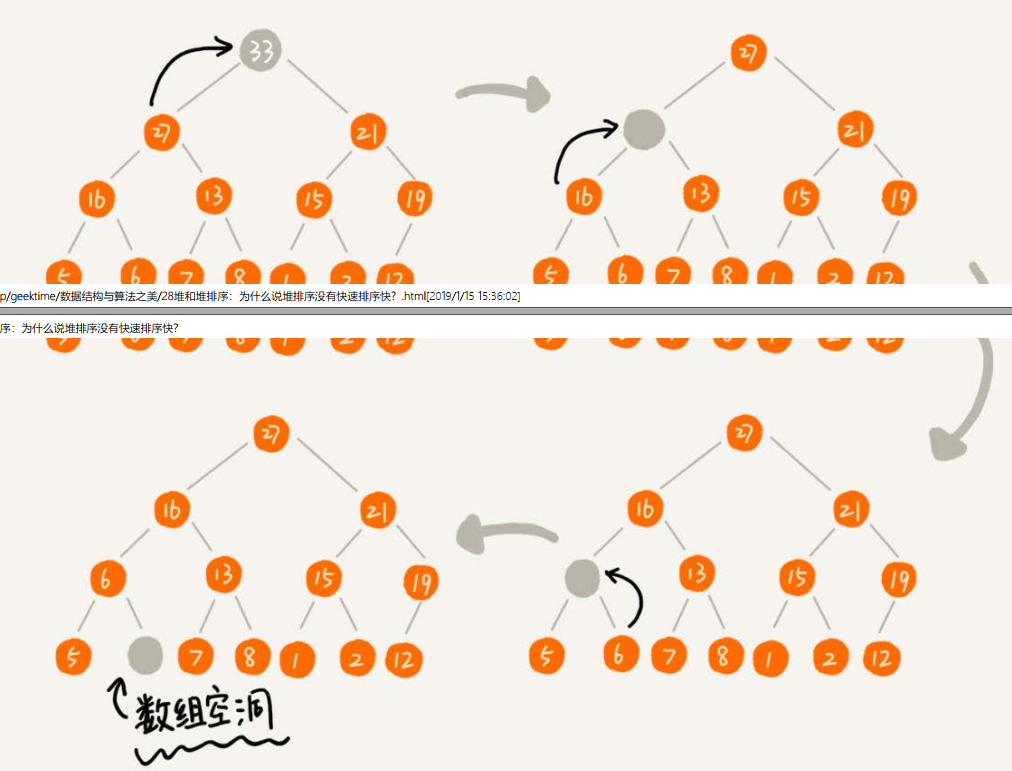 33 27
27 21 21
16 13 15 19 16 13 15 19
5 6 7 8 1 2 12 5 6 7 8 1 2 12
p/geektime/数据结构与算法之美/28堆和堆排序：为什么说堆排序没有快速排序快？.html[2019/1/15 15:36:02]
序：为什么说堆排序没有快速排序快？
27 27
16 21 16 21
6 13 15 19 13 15 19
5 7 8 1 2 12 5 6 7 8 1 2 12
数组空洞